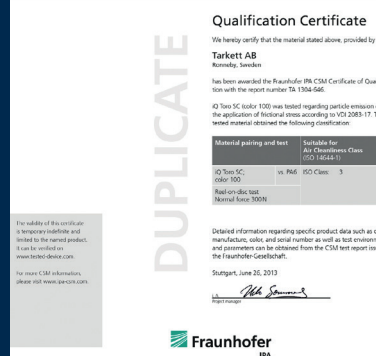 DUPLICATE
Qualification Certificate
We hereby certify that the material stated above, provided by
Tarkett AB
Ronneby, Sweden
has been awarded the Fraunhofer IPA CSM Certificate of Qua
tion with the report number TA 1304-646.
iQ Toro SC (color 100) was tested regarding particle emission
the application of frictional stress according to VDI 2083-17. T
tested material obtained the following classification:
Material pairing and test Suitable for
Air Cleanliness Class
(ISO 14644-1)
iQ Toro SC; vs. PA6 ISO Class: 3
color 100
Reel-on-disc test
Normal force 300N
The validity of this certificate
is temporary indefinite and
limited to the named product.
It can be verified on
www.tested-device.com.
For more CSM information,
please visit www.ipa-csm.com
Detailed information regarding specific product data such as
manufacture, color, and serial number as well as test environm
and parameters can be obtained from the CSM test report iss
the Fraunhofer-Gesellschaft.
Stuttgart, June 26, 2013
Project manager
Fraunhofer
IPA